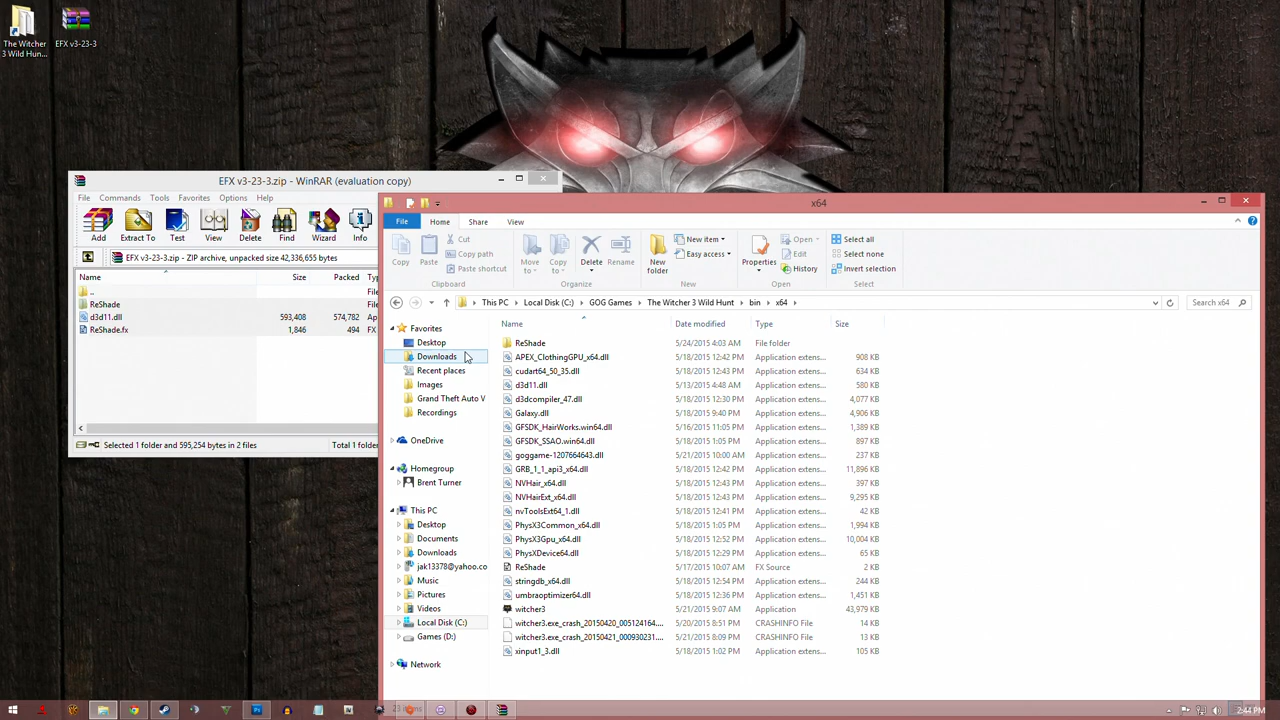 The Witcher
3 Wild Hun...
EFX v3-23-3
EFX v3-23-3.zip - WinRAR (evaluation copy)
File Commands Tools Favorites Options Help
Add Extract To Test View Delete Find Wizard Info
EFX v3-23-3.zip - ZIP archive, unpacked size 42,336,655 bytes
Name Size Packed Ty
..
ReShade File
d3d11.dll 593,408 574,782 Ap
ReShade.fx 1,846 494 FX
Selected 1 folder and 595,254 bytes in 2 files Total 1 folder
x64
File Home Share View
Copy Paste Cut Copy path Paste shortcut
Clipboard
Move to Copy to Delete Rename
Organize
New folder New item Easy access
New
Properties Open Edit History
Open
Select all Select none Invert selection
Select
This PC Local Disk (C:) GOG Games The Witcher 3 Wild Hunt bin x64
Search x64
Favorites
Desktop
Downloads
Recent places
Images
Grand Theft Auto V
Recordings
OneDrive
Homegroup
Brent Turner
This PC
Desktop
Documents
Downloads
jak13378@yahoo.co
Music
Pictures
Videos
Local Disk (C:)
Games (D:)
Network
Name Date modified Type Size
ReShade 5/24/2015 4:03 AM File folder
APEX_ClothingGPU_x64.dll 5/18/2015 12:42 PM Application extens... 908 KB
cudart64_50_35.dll 5/18/2015 12:43 PM Application extens... 634 KB
d3d11.dll 5/13/2015 4:48 AM Application extens... 580 KB
d3dcompiler_47.dll 5/18/2015 12:30 PM Application extens... 4,077 KB
Galaxy.dll 5/18/2015 9:40 PM Application extens... 4,906 KB
GFSDK_HairWorks.win64.dll 5/16/2015 11:05 PM Application extens... 1,389 KB
GFSDK_SSAO.win64.dll 5/18/2015 1:05 PM Application extens... 897 KB
goggame-1207664643.dll 5/21/2015 10:00 AM Application extens... 237 KB
GRB_1_1_api3_x64.dll 5/18/2015 12:42 PM Application extens... 11,896 KB
NVHair_x64.dll 5/18/2015 12:43 PM Application extens... 397 KB
NVHairExt_x64.dll 5/18/2015 12:43 PM Application extens... 9,295 KB
nvToolsExt64_1.dll 5/18/2015 12:41 PM Application extens... 42 KB
PhysX3Common_x64.dll 5/18/2015 1:05 PM Application extens... 1,994 KB
PhysX3Gpu_x64.dll 5/18/2015 12:52 PM Application extens... 10,004 KB
PhysXDevice64.dll 5/18/2015 12:29 PM Application extens... 65 KB
ReShade 5/17/2015 10:07 AM FX Source 2 KB
stringdb_x64.dll 5/18/2015 12:54 PM Application extens... 244 KB
umbraoptimizer64.dll 5/18/2015 12:36 PM Application extens... 1,451 KB
witcher3 5/21/2015 9:07 AM Application 43,979 KB
witcher3.exe_crash_20150420_005124164.... 5/20/2015 8:51 PM CRASHINFO File 14 KB
witcher3.exe_crash_20150421_000930231.... 5/21/2015 8:09 PM CRASHINFO File 13 KB
xinput1_3.dll 5/18/2015 1:02 PM Application extens... 105 KB
23 items
2:44 PM